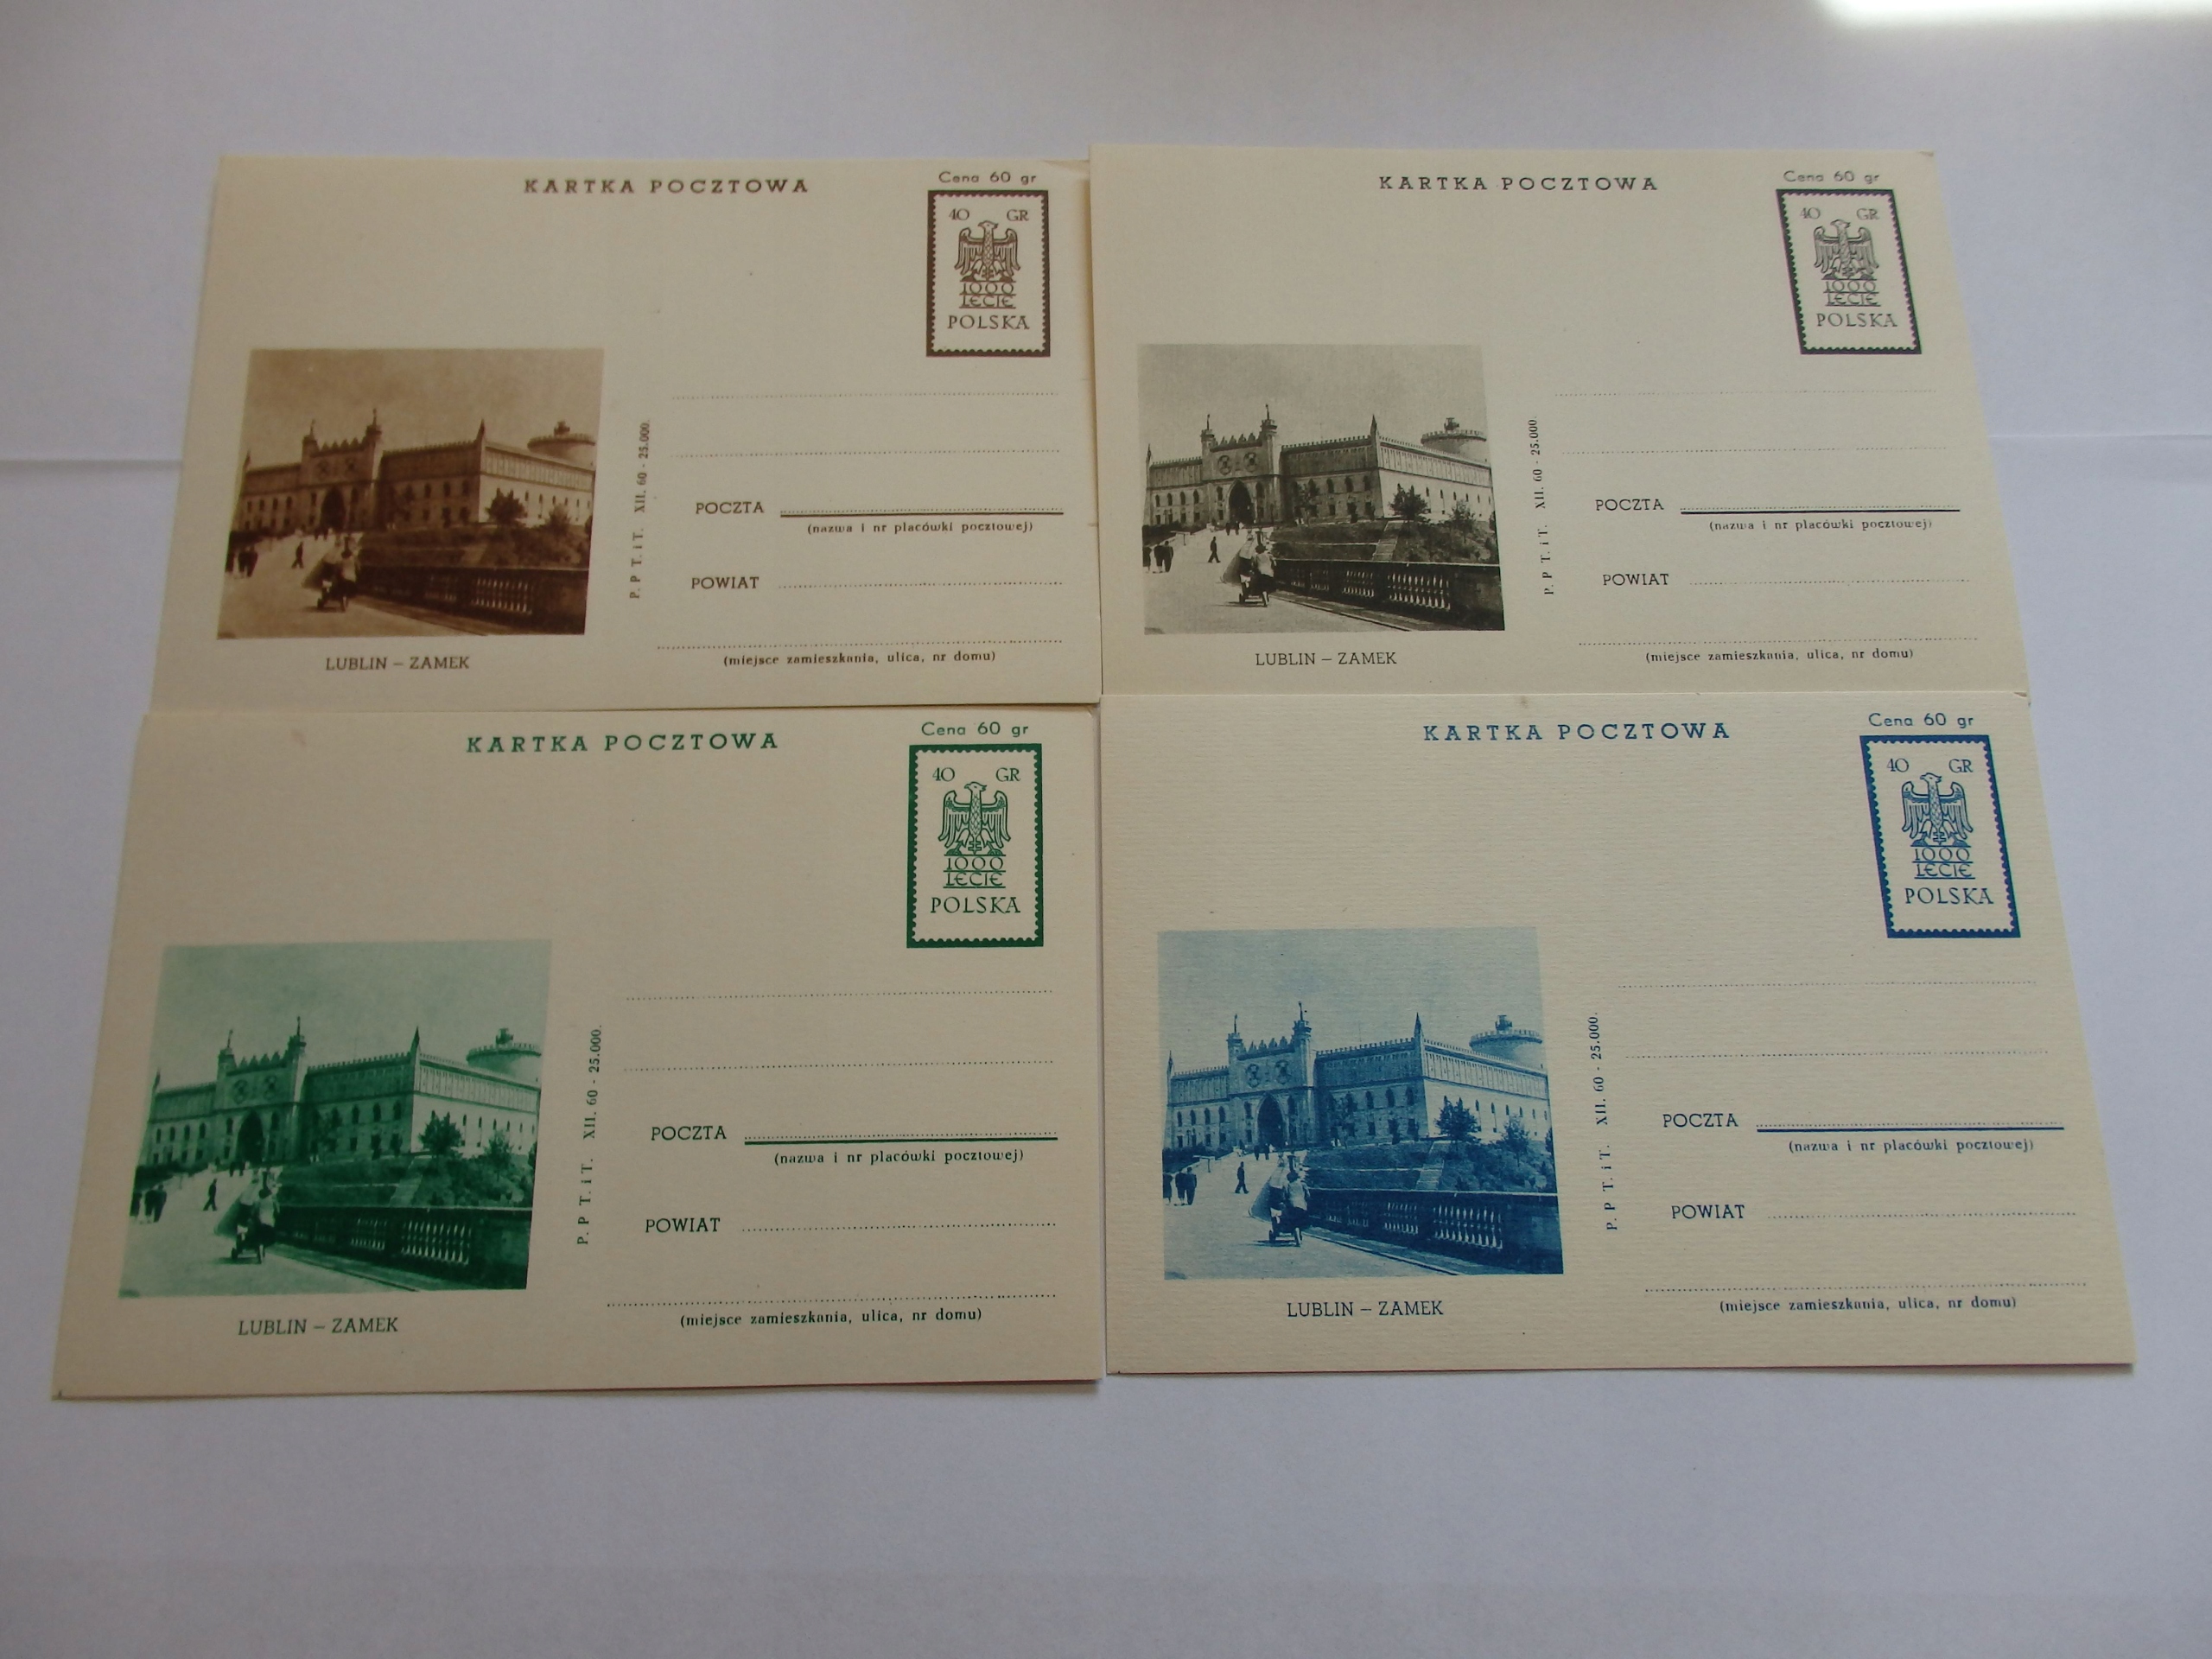 KARTKA POCZTOWA
Cena 60 gr
40 GR
1000
LECIE
POLSKA
P. P T. i T. XII. 60 - 25.000.
POCZTA
(nazwa i nr placówki pocztowej)
POWIAT
(miejsce zamieszkania, ulica, nr domu)
LUBLIN – ZAMEK
KARTKA POCZTOWA
Cena 60 gr
40 GR
1000
LECIE
POLSKA
P. P T. i T. XII. 60 - 25.000.
POCZTA
(nazwa i nr placówki pocztowej)
POWIAT
(miejsce zamieszkania, ulica, nr domu)
LUBLIN – ZAMEK
KARTKA POCZTOWA
Cena 60 gr
40 GR
1000
LECIE
POLSKA
P. P T. i T. XII. 60 - 25.000.
POCZTA
(nazwa i nr placówki pocztowej)
POWIAT
(miejsce zamieszkania, ulica, nr domu)
LUBLIN – ZAMEK
KARTKA POCZTOWA
Cena 60 gr
40 GR
1000
LECIE
POLSKA
P. P T. i T. XII. 60 - 25.000.
POCZTA
(nazwa i nr placówki pocztowej)
POWIAT
(miejsce zamieszkania, ulica, nr domu)
LUBLIN – ZAMEK